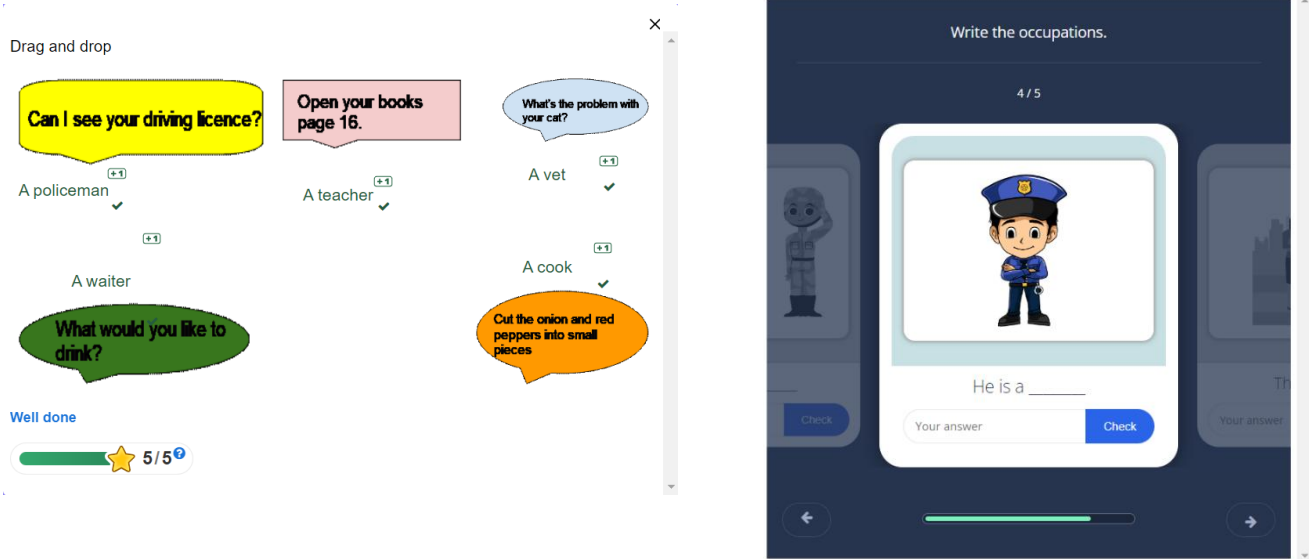 Drag and drop
Can I see your driving licence?
Open your books
page 16.
What's the problem with
your cat?
+1
A policeman
+1
A teacher
+1
A vet
+1
A waiter
+1
A cook
What would you like to
drink?
Cut the onion and red
peppers into small
pieces
Well done
5/5
?
Write the occupations.
4 / 5
He is a ______
Your answer
Check
Check
Th
Your answer